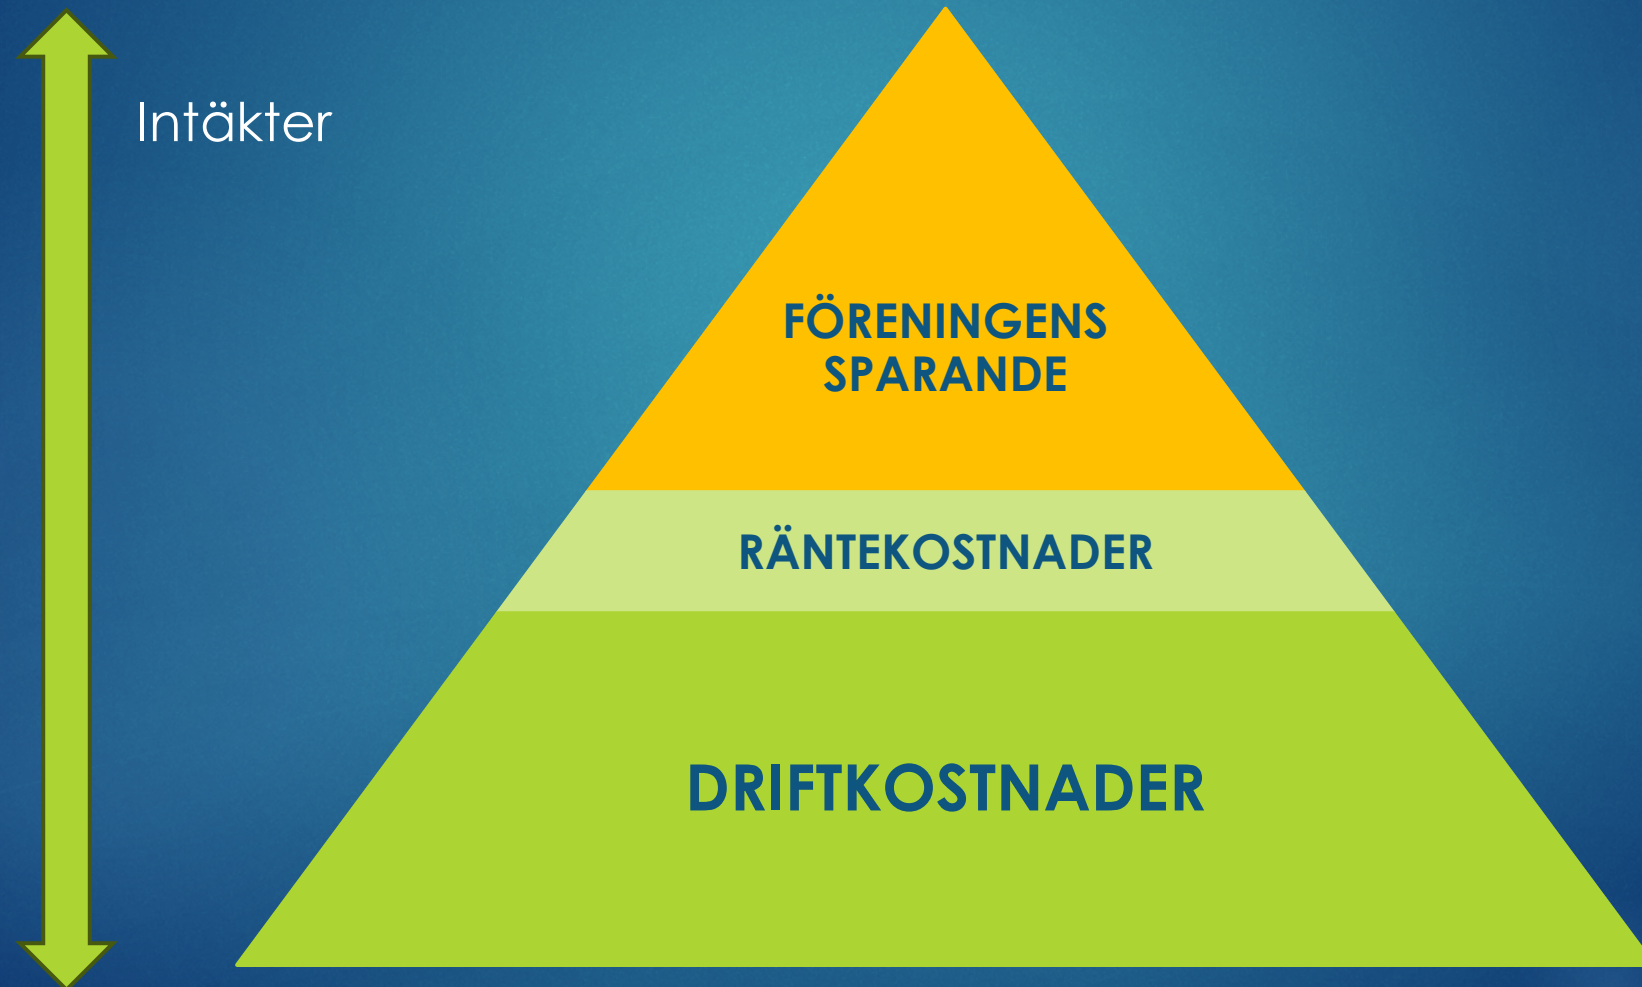 Intäkter
FÖRENINGENS
SPARANDE
RÄNTEKOSTNADER
DRIFTKOSTNADER